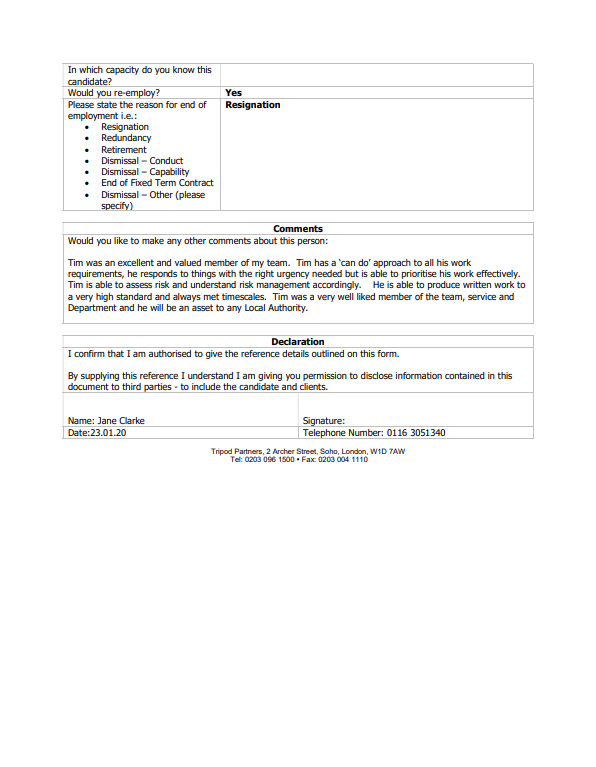 In which capacity do you know this
candidate?
Would you re-employ? Yes
Please state the reason for end of Resignation
employment i.e.:
• Resignation
• Redundancy
• Retirement
• Dismissal – Conduct
• Dismissal – Capability
• End of Fixed Term Contract
• Dismissal – Other (please
specify)
Comments
Would you like to make any other comments about this person:
Tim was an excellent and valued member of my team. Tim has a ‘can do’ approach to all his work
requirements, he responds to things with the right urgency needed but is able to prioritise his work effectively.
Tim is able to assess risk and understand risk management accordingly. He is able to produce written work to
a very high standard and always met timescales. Tim was a very well liked member of the team, service and
Department and he will be an asset to any Local Authority.
Declaration
I confirm that I am authorised to give the reference details outlined on this form.
By supplying this reference I understand I am giving you permission to disclose information contained in this
document to third parties - to include the candidate and clients.
Name: Jane Clarke Signature:
Date:23.01.20 Telephone Number: 0116 3051340
Tripod Partners, 2 Archer Street, Soho, London, W1D 7AW
Tel: 0203 096 1500 • Fax: 0203 004 1110